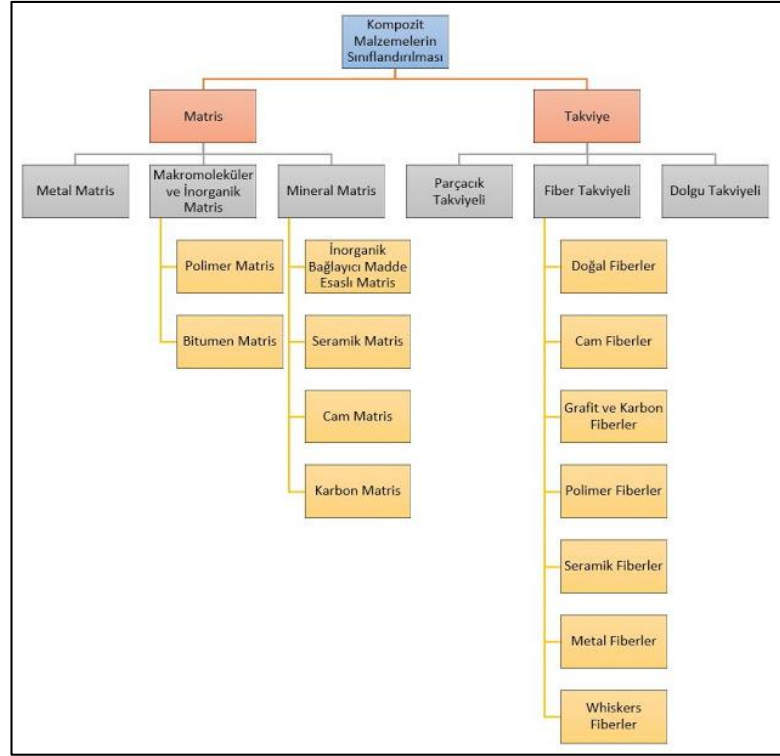 Kompozit
Malzemelerin
Sınıflandırılması
Matris
Takviye
Metal Matris
Makromoleküler
ve İnorganik
Matris
Mineral Matris
Parçacık
Takviyeli
Fiber Takviyeli
Dolgu Takviyeli
Polimer Matris
Bitumen Matris
İnorganik
Bağlayıcı Madde
Esaslı Matris
Seramik Matris
Cam Matris
Karbon Matris
Doğal Fiberler
Cam Fiberler
Grafit ve Karbon
Fiberler
Polimer Fiberler
Seramik Fiberler
Metal Fiberler
Whiskers
Fiberler